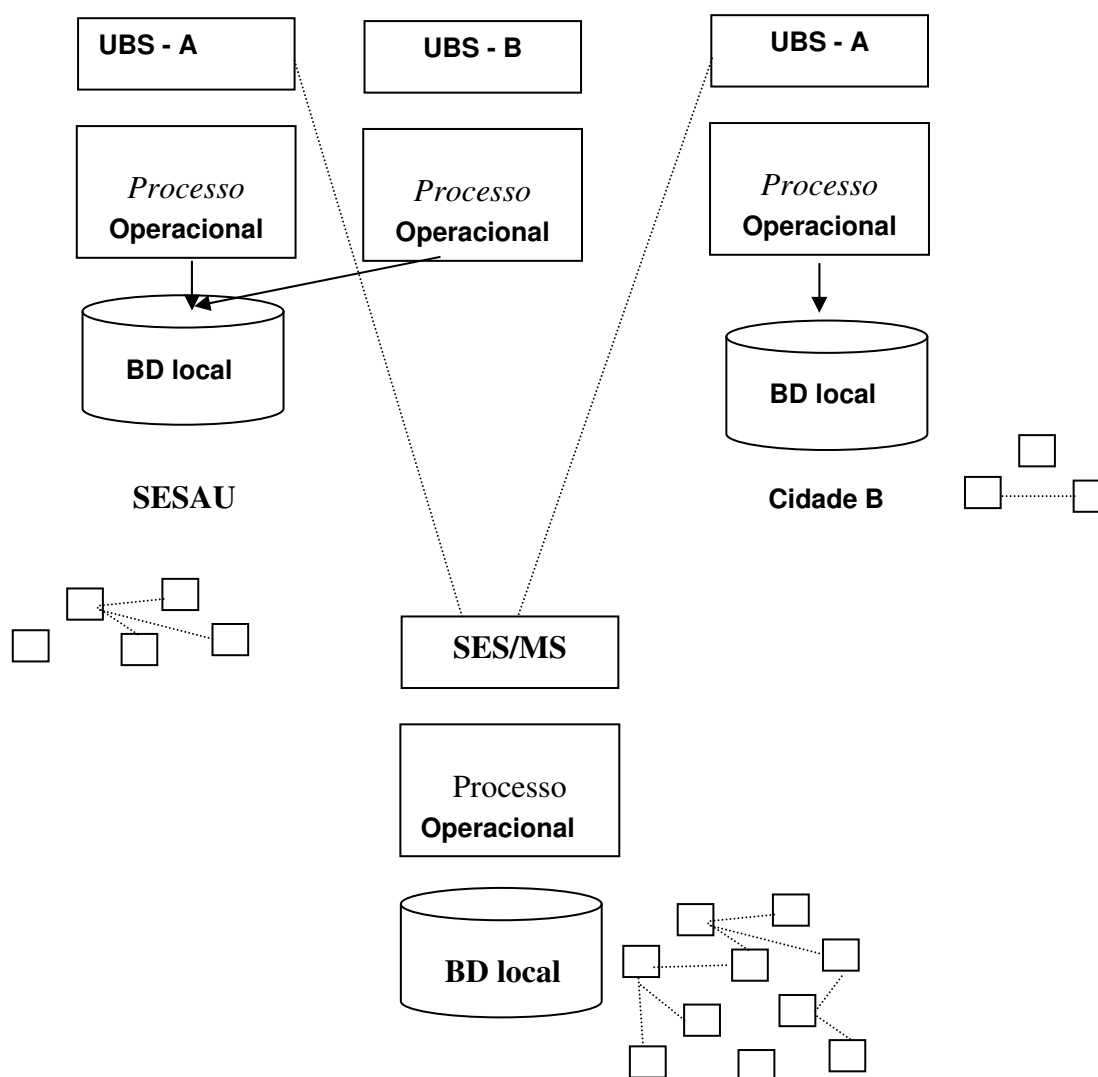 UBS - A
UBS - B
UBS - A
Processo
Operacional
Processo
Operacional
Processo
Operacional
BD local
BD local
SESAU
Cidade B
SES/MS
Processo
Operacional
BD local